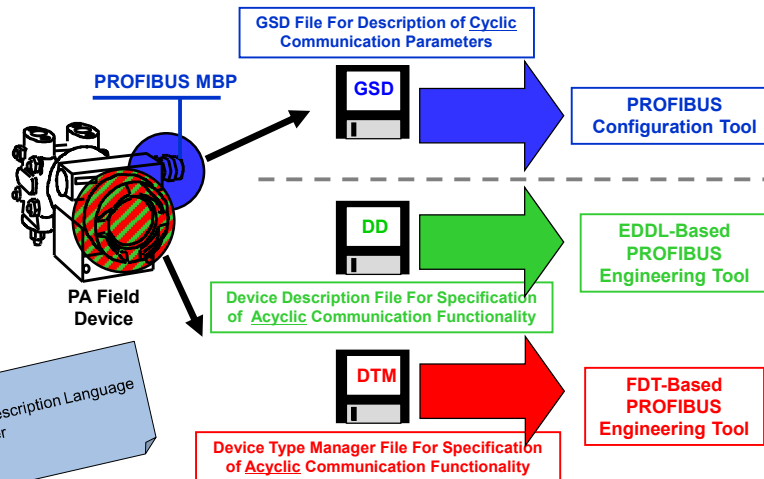 GSD File For Description of Cyclic
Communication Parameters
PROFIBUS MBP
GSD
PROFIBUS
Configuration Tool
DD
EDDL-Based
PROFIBUS
Engineering Tool
PA Field
Device
Device Description File For Specification
of Acyclic Communication Functionality
DTM
FDT-Based
PROFIBUS
Engineering Tool
Device Type Manager File For Specification
of Acyclic Communication Functionality
Language